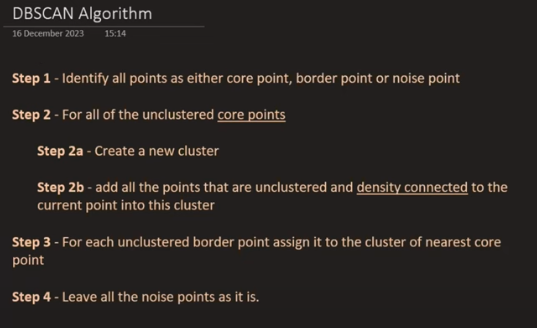 DBSCAN Algorithm
16 December 2023 15:14
Step 1 - Identify all points as either core point, border point or noise point
Step 2 - For all of the unclustered core points
Step 2a - Create a new cluster
Step 2b - add all the points that are unclustered and density connected to the
current point into this cluster
Step 3 - For each unclustered border point assign it to the cluster of nearest core
point
Step 4 - Leave all the noise points as it is.